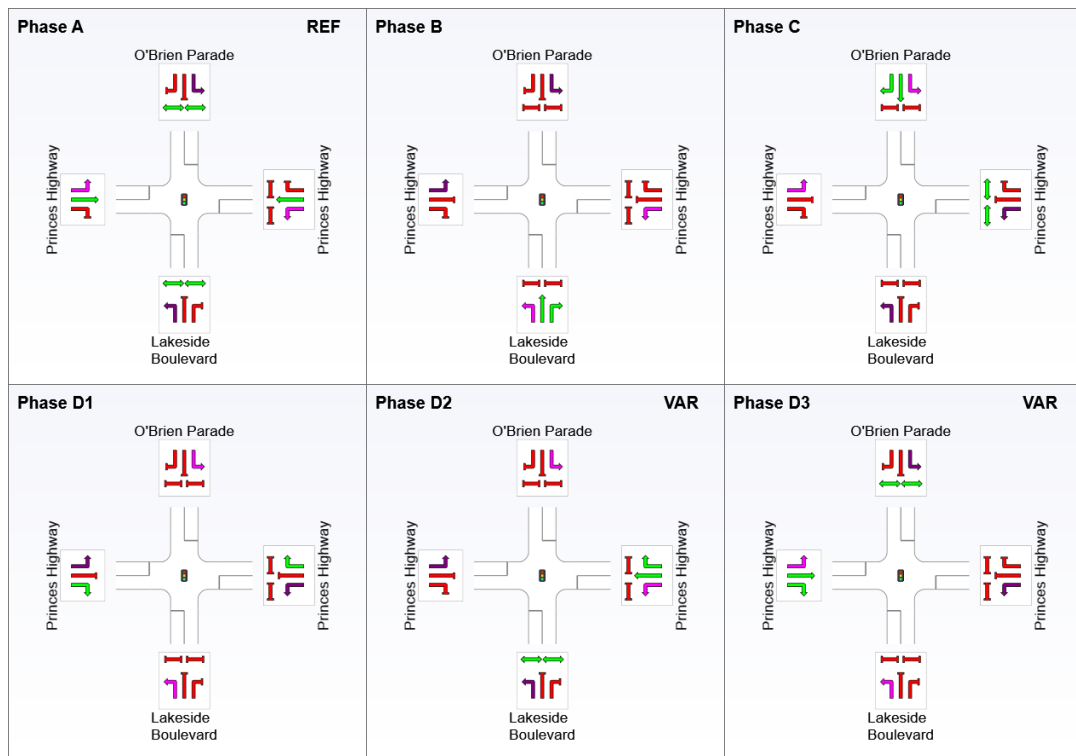 Phase A REF
O'Brien Parade
Princes Highway
Princes Highway
Lakeside
Boulevard
Phase B
O'Brien Parade
Princes Highway
Princes Highway
Lakeside
Boulevard
Phase C
O'Brien Parade
Princes Highway
Princes Highway
Lakeside
Boulevard
Phase D1
O'Brien Parade
Princes Highway
Princes Highway
Lakeside
Boulevard
Phase D2 VAR
O'Brien Parade
Princes Highway
Princes Highway
Lakeside
Boulevard
Phase D3 VAR
O'Brien Parade
Princes Highway
Princes Highway
Lakeside
Boulevard